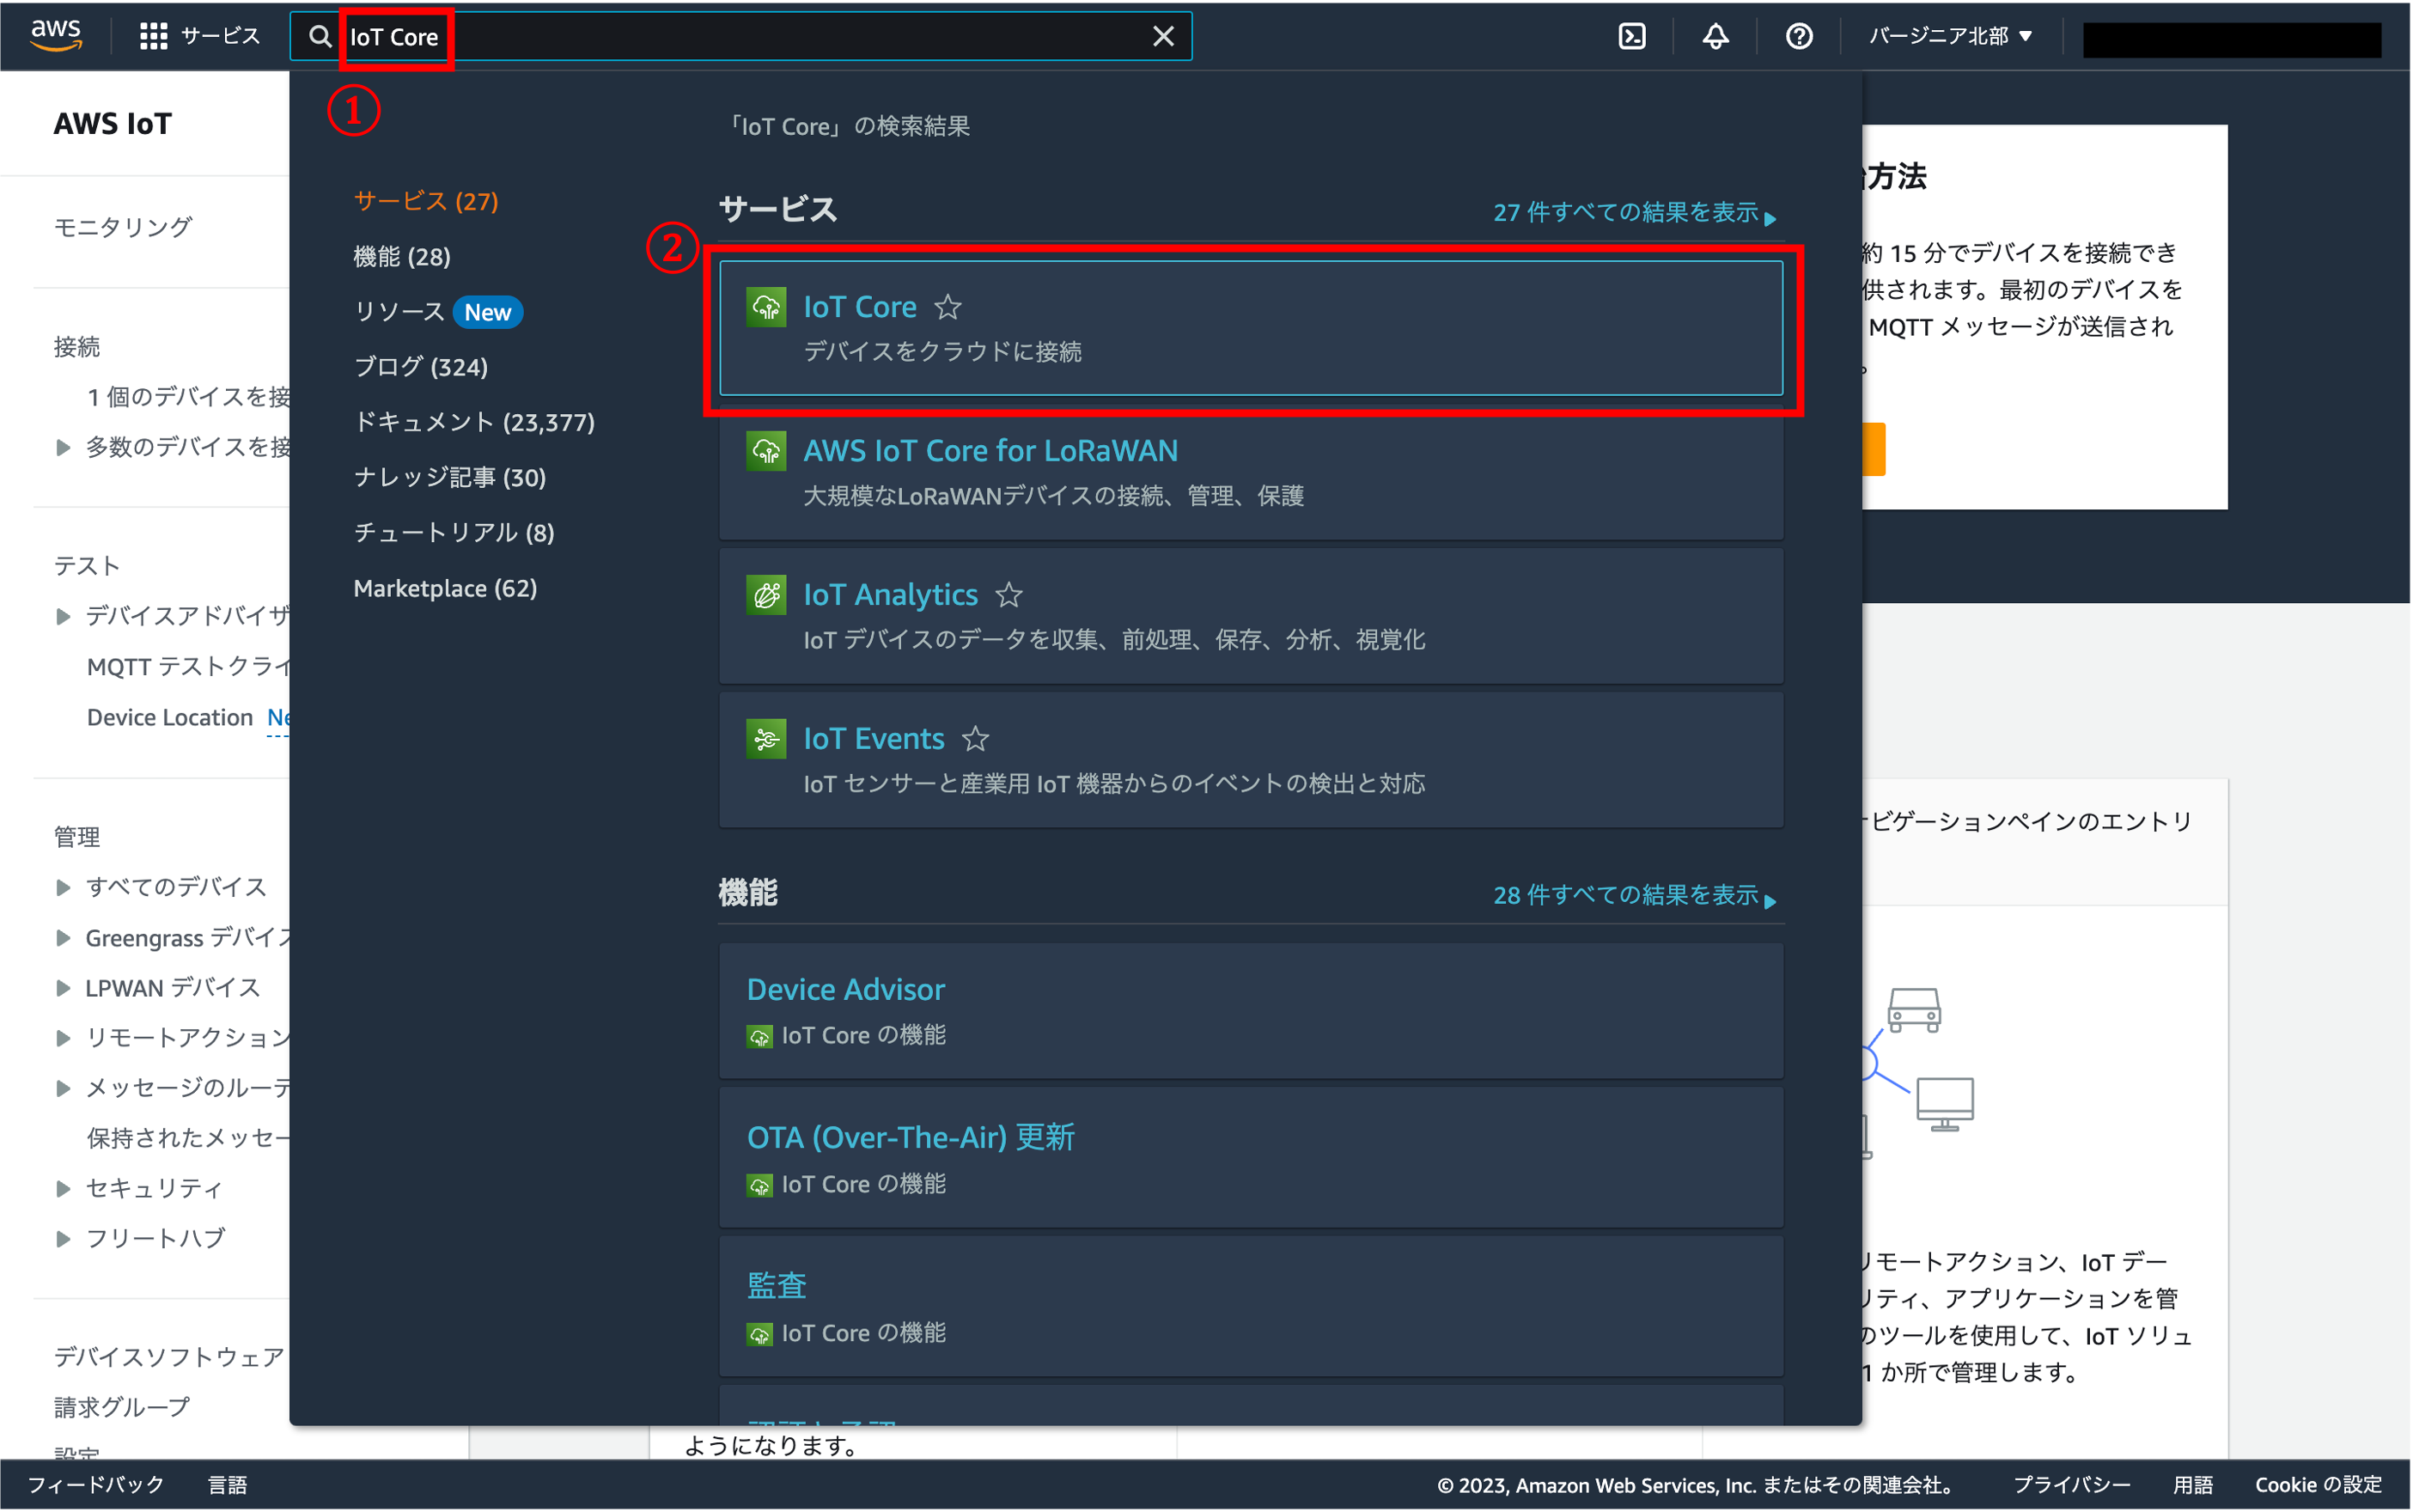 aws
サービス
IoT Core
バージニア北部
①
AWS IoT
モニタリング
接続
1 個のデバイスを接
多数のデバイスを接
テスト
デバイスアドバイザ
MQTT テストクライ
Device Location Ne
管理
すべてのデバイス
Greengrass デバイス
LPWAN デバイス
リモートアクション
メッセージのルーテ
保持されたメッセー
セキュリティ
フリートハブ
デバイスソフトウェア
請求グループ
設定
サービス (27)
機能 (28)
リソース New
ブログ (324)
ドキュメント (23,377)
ナレッジ記事 (30)
チュートリアル (8)
Marketplace (62)
「IoT Core」の検索結果
サービス
27 件すべての結果を表示
②
IoT Core
デバイスをクラウドに接続
AWS IoT Core for LoRaWAN
大規模なLoRaWANデバイスの接続、管理、保護
IoT Analytics
IoT デバイスのデータを収集、前処理、保存、分析、視覚化
IoT Events
IoT センサーと産業用 IoT 機器からのイベントの検出と対応
機能
28 件すべての結果を表示
Device Advisor
IoT Core の機能
OTA (Over-The-Air) 更新
IoT Core の機能
監査
IoT Core の機能
ようになります。
方法
約 15 分でデバイスを接続でき
供されます。最初のデバイスを
MQTT メッセージが送信され
。
ナビゲーションペインのエントリ
リモートアクション、IoT デー
リティ、アプリケーションを管
のツールを使用して、IoT ソリュ
1 か所で管理します。
フィードバック
言語
© 2023, Amazon Web Services, Inc. またはその関連会社。
プライバシー
用語
Cookie の設定